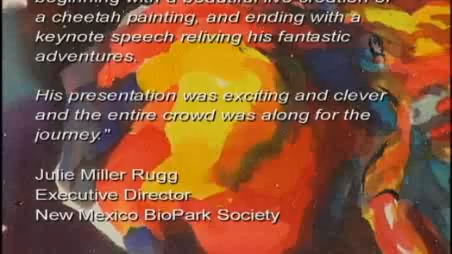 beginning with a beautiful live creation of
a cheetah painting, and ending with a
keynote speech reliving his fantastic
adventures.
His presentation was exciting and clever
and the entire crowd was along for the
journey."
Julie Miller Rugg
Executive Director
New Mexico BioPark Society